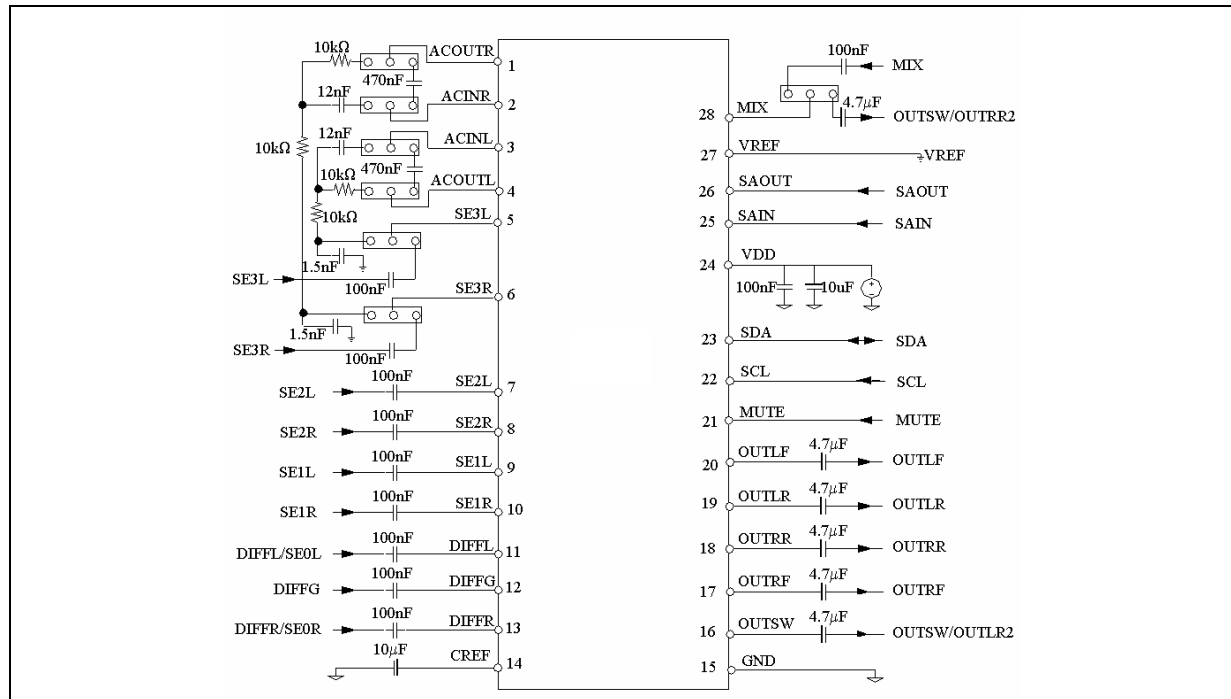 10kΩ
ACOUTR
1
470nF
12nF
ACINR
2
12nF
ACINL
3
10kΩ
470nF
10kΩ
ACOUTL
4
10kΩ
SE3L
5
1.5nF
SE3L
100nF
SE3R
6
1.5nF
SE3R
100nF
SE2L
100nF
SE2L
7
SE2R
100nF
SE2R
8
SE1L
100nF
SE1L
9
SE1R
100nF
SE1R
10
DIFFL/SE0L
100nF
DIFFL
11
DIFFG
100nF
DIFFG
12
DIFFR/SE0R
100nF
DIFFR
13
10µF
CREF
14
100nF
MIX
28
MIX
4.7µF
OUTSW/OUTRR2
27
VREF
VREF
26
SAOUT
SAOUT
25
SAIN
SAIN
24
VDD
100nF
10uF
23
SDA
SDA
22
SCL
SCL
21
MUTE
MUTE
20
OUTLF
4.7µF
OUTLF
19
OUTLR
4.7µF
OUTLR
18
OUTRR
4.7µF
OUTRR
17
OUTRF
4.7µF
OUTRF
16
OUTSW
4.7µF
OUTSW/OUTLR2
15
GND